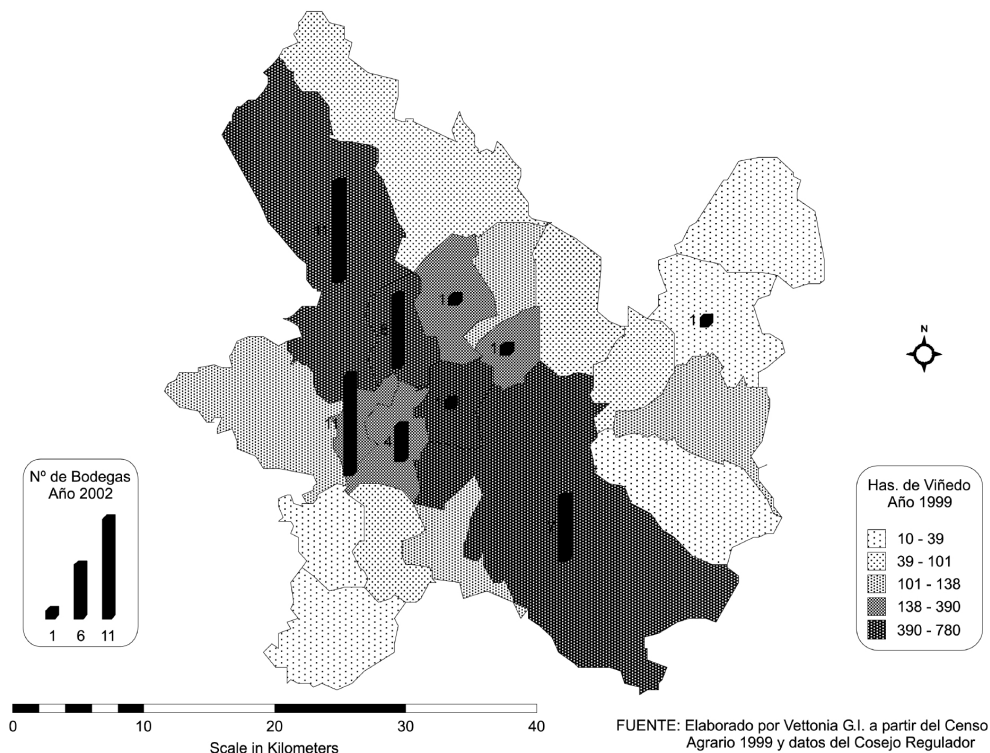 N
1
1
1
11
4
1
Nº de Bodegas
Año 2002
1 6 11
Has. de Viñedo
Año 1999
10 - 39
39 - 101
101 - 138
138 - 390
390 - 780
0 10 20 30 40
Scale in Kilometers
FUENTE: Elaborado por Vettonia G.I. a partir del Censo
Agrario 1999 y datos del Cosejo Regulador